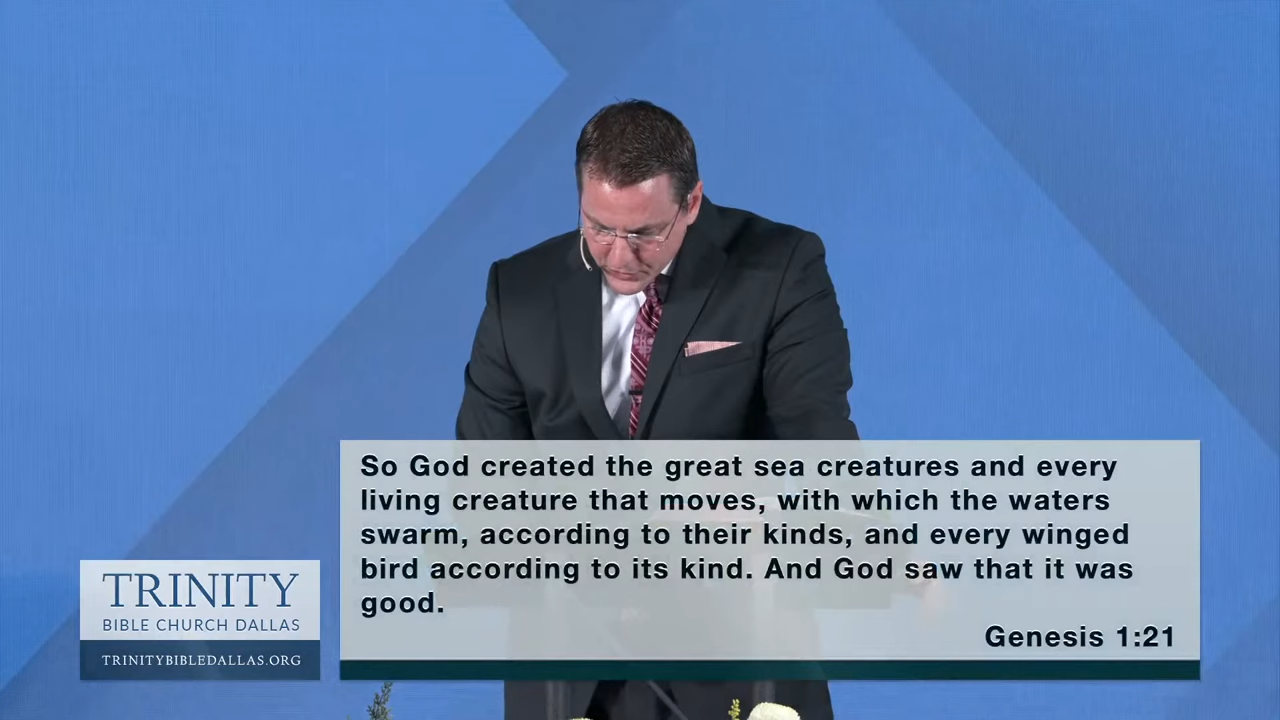 So God created the great sea creatures and every
living creature that moves, with which the waters
swarm, according to their kinds, and every winged
bird according to its kind. And God saw that it was
good.
Genesis 1:21
TRINITY
BIBLE CHURCH DALLAS
TRINITYBIBLEDALLAS.ORG